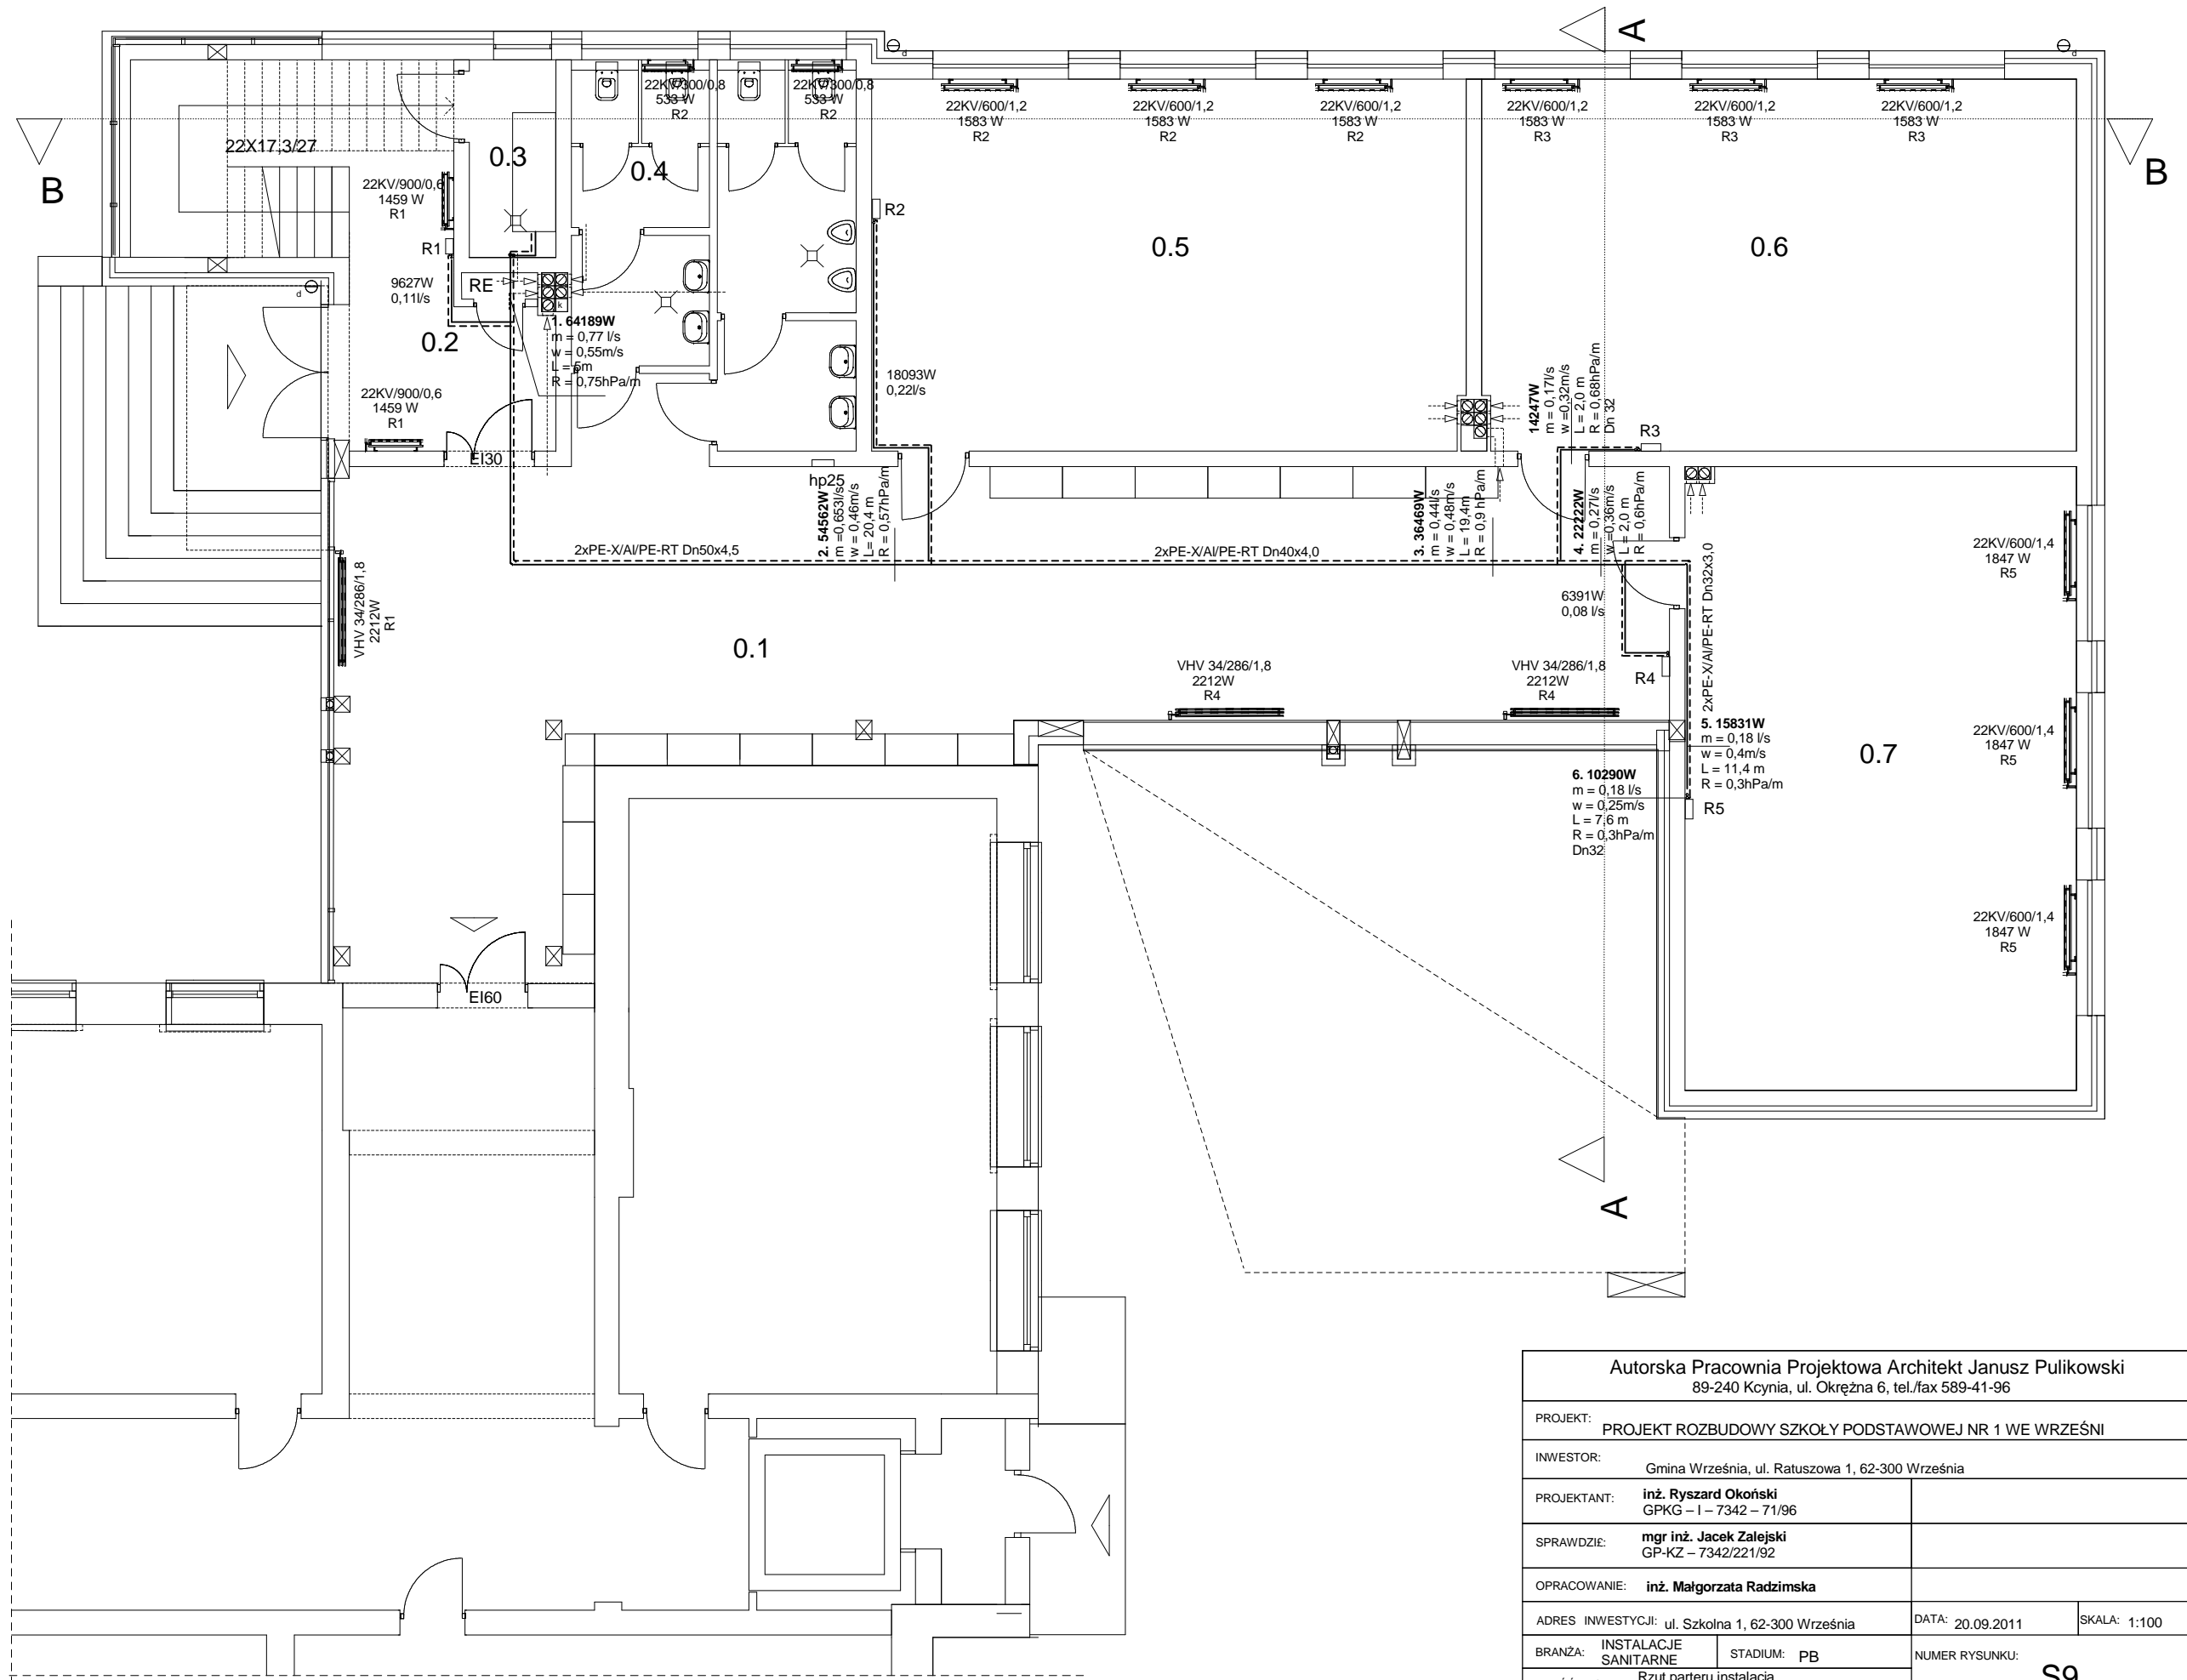 A
B
22X17,3/27
0.3
0.4
22KV/300/0,8
533 W
R2
22KV/300/0,8
533 W
R2
22KV/600/1,2
1583 W
R2
22KV/600/1,2
1583 W
R2
22KV/600/1,2
1583 W
R2
22KV/600/1,2
1583 W
R3
22KV/600/1,2
1583 W
R3
22KV/600/1,2
1583 W
R3
B
22KV/900/0,6
1459 W
R1
R1
R2
0.5
0.6
9627W
0,11l/s
RE
k
d
d
d
0.2
1. 64189W
m = 0,77 l/s
w = 0,55m/s
L = 5m
R = 0,75hPa/m
22KV/900/0,6
1459 W
R1
EI30
18093W
0,22l/s
14247W
m = 0,17l/s
w =0,32m/s
L = 2,0 m
R = 0,68hPa/m
Dn 32
R3
hp25
2. 54562W
m =0,653l/s
w = 0,46m/s
L= 20,4 m
R = 0,57hPa/m
3. 36469W
m = 0,44l/s
w = 0,48m/s
L = 19,4m
R = 0,9 hPa/m
4. 22222W
m = 0,27l/s
w =0,36m/s
L = 2,0 m
R = 0,6hPa/m
2xPE-X/Al/PE-RT Dn50x4,5
2xPE-X/Al/PE-RT Dn40x4,0
2xPE-X/Al/PE-RT Dn32x3,0
22KV/600/1,4
1847 W
R5
VHV 34/286/1,8
2212W
R1
0.1
6391W
0,08 l/s
VHV 34/286/1,8
2212W
R4
VHV 34/286/1,8
2212W
R4
R4
5. 15831W
m = 0,18 l/s
w = 0,4m/s
L = 11,4 m
R = 0,3hPa/m
0.7
22KV/600/1,4
1847 W
R5
6. 10290W
m = 0,18 l/s
w = 0,25m/s
L = 7,6 m
R = 0,3hPa/m
Dn32
R5
22KV/600/1,4
1847 W
R5
EI60
A
Autorska Pracownia Projektowa Architekt Janusz Pulikowski
89-240 Kcynia, ul. Okrężna 6, tel./fax 589-41-96
PROJEKT: PROJEKT ROZBUDOWY SZKOŁY PODSTAWOWEJ NR 1 WE WRZEŚNI
INWESTOR: Gmina Września, ul. Ratuszowa 1, 62-300 Września
PROJEKTANT: inż. Ryszard Okoński
GPKG – I – 7342 – 71/96
SPRAWDZIŁ: mgr inż. Jacek Zalejski
GP-KZ – 7342/221/92
OPRACOWANIE: inż. Małgorzata Radzimska
ADRES INWESTYCJI: ul. Szkolna 1, 62-300 Września DATA: 20.09.2011 SKALA: 1:100
BRANŻA: INSTALACJE SANITARNE STADIUM: PB NUMER RYSUNKU:
S9
Rzut parteru instalacja